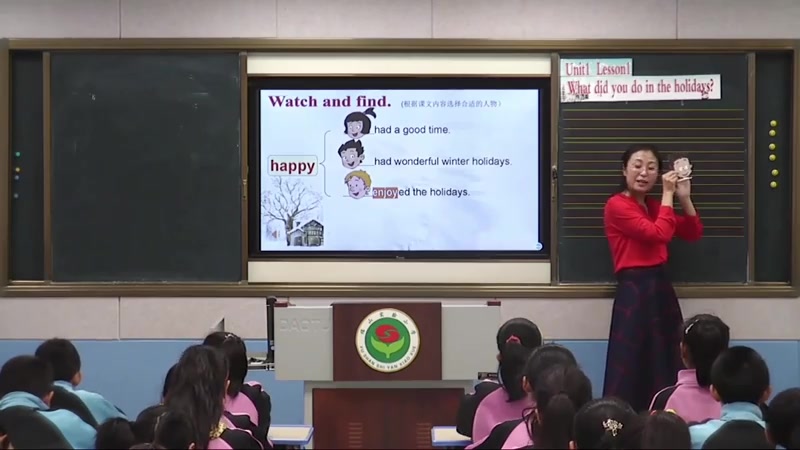 Watch and find.
(根据课文内容选择合适的人物)
had a good time.
had wonderful winter holidays.
happy
enjoyed the holidays.
Unit1 Lesson1
What did you do in the holidays?